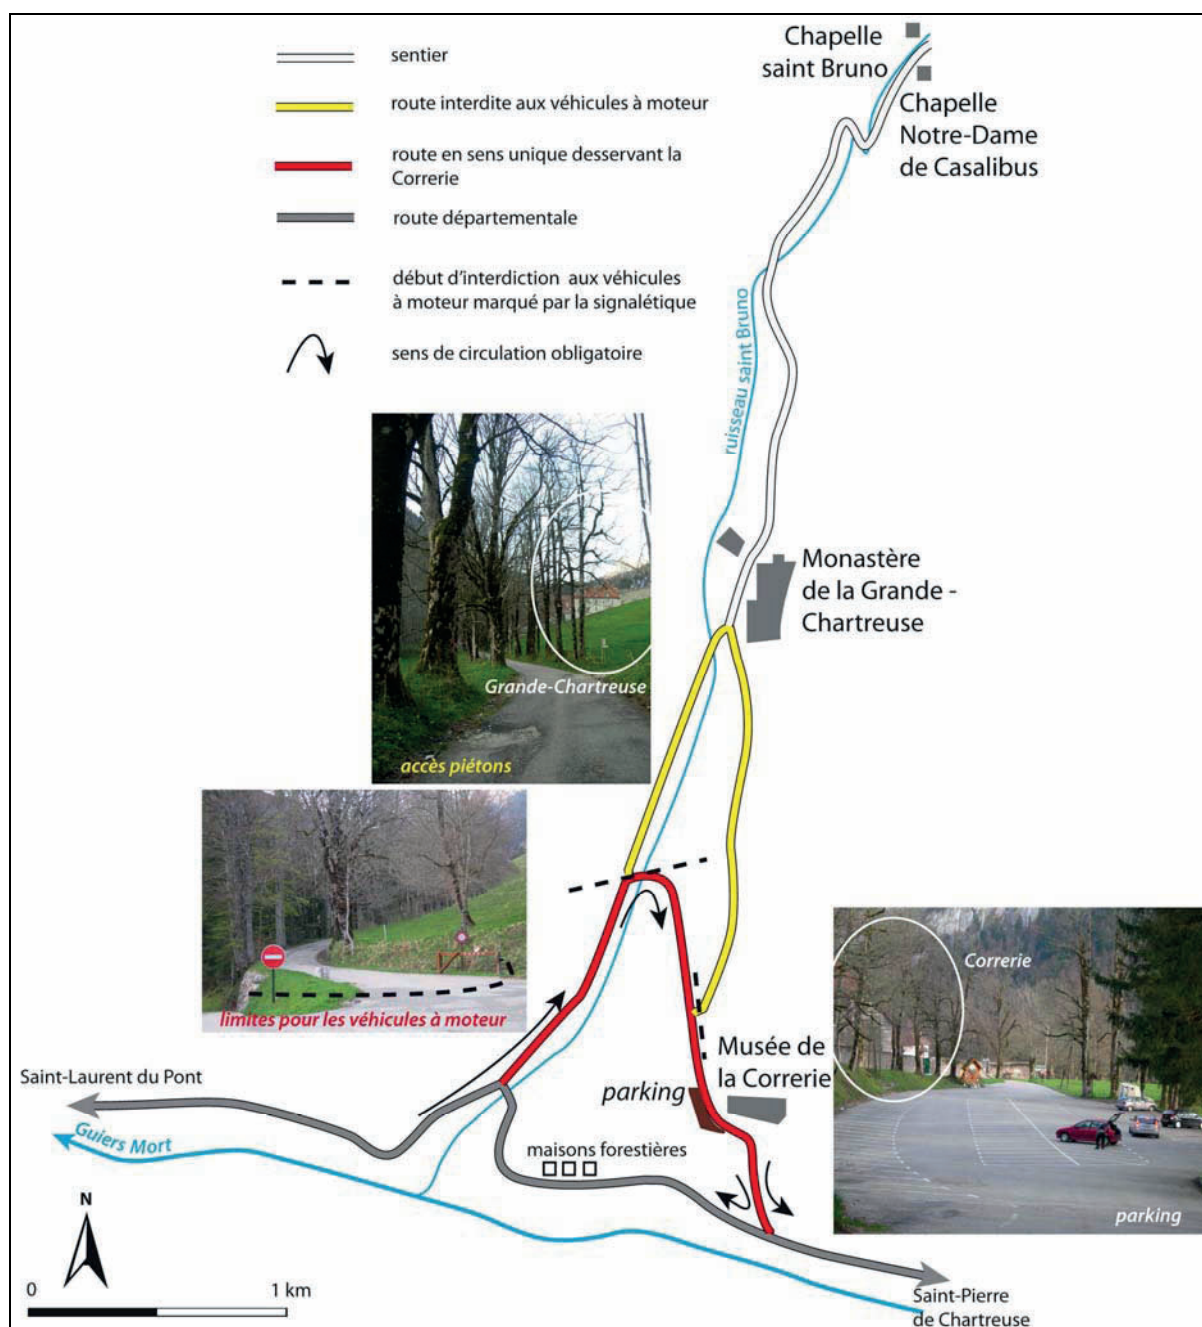 Chapelle
saint Bruno
Chapelle
Notre-Dame
de Casalibus
sentier
route interdite aux véhicules à moteur
route en sens unique desservant la
Correrie
route départementale
début d'interdiction aux véhicules
à moteur marqué par la signalétique
sens de circulation obligatoire
ruisseau saint Bruno
Monastère
de la Grande -
Chartreuse
Grande-Chartreuse
accès piétons
limites pour les véhicules à moteur
Correrie
parking
Musée de
la Correrie
parking
Saint-Laurent du Pont
Guiers Mort
maisons forestières
N
0 1 km
Saint-Pierre
de Chartreuse